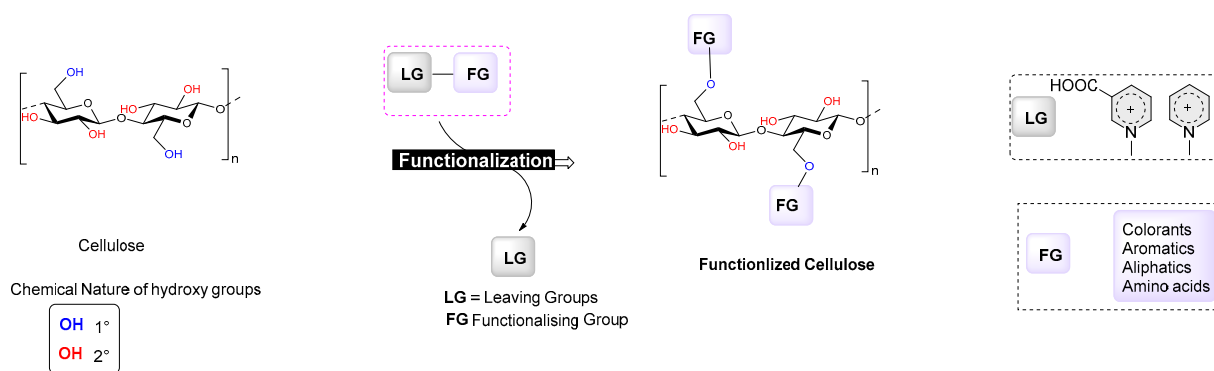 OH
OH
O
HO
HO
O
HO
OH
O
O
O
OH
n
Cellulose
Chemical Nature of hydroxy groups
OH 1°
OH 2°
LG FG
Functionalization
LG
LG = Leaving Groups
FG Functionalising Group
FG
O
OH
O
HO
HO
O
OH
O
O
O
O
n
FG
Functionlized Cellulose
LG
HOOC
+
N
+
N
FG
Colorants
Aromatics
Aliphatics
Amino acids